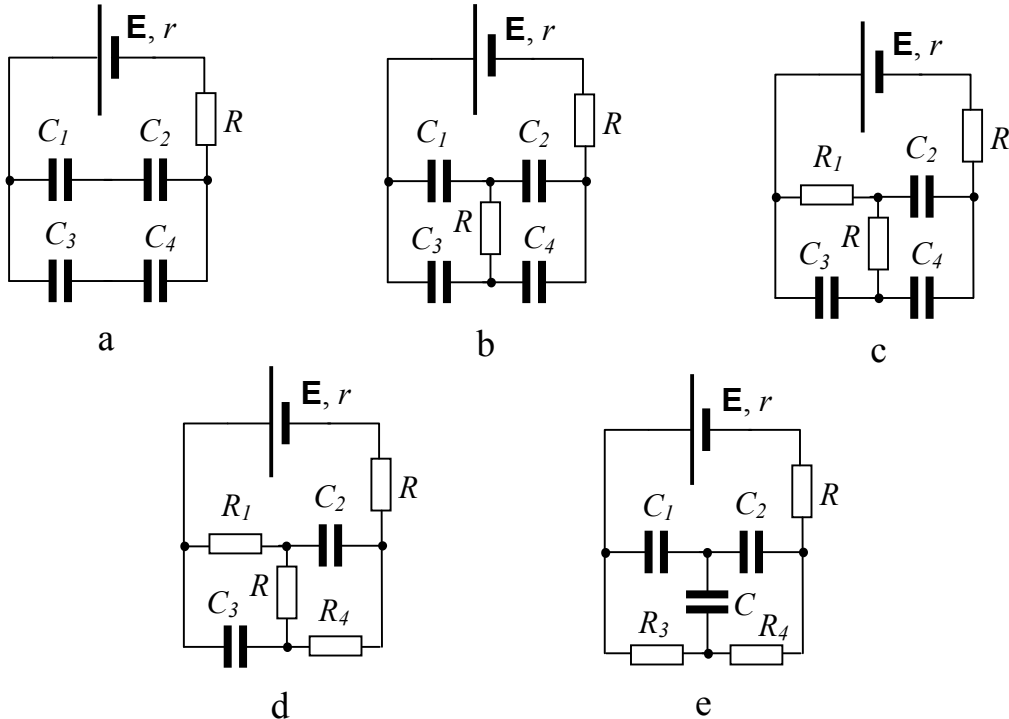 E, r
R
C1 C2
C3 C4
a
E, r
R
C1 C2
R
C3 C4
b
E, r
R
R1 C2
R
C3 C4
c
E, r
R
R1 C2
R
C3 R4
d
E, r
R
C1 C2
C
R3 R4
e